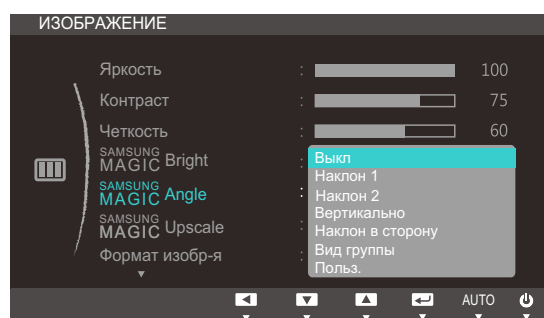 ИЗОБРАЖЕНИЕ
Яркость : 100
Контраст : 75
Четкость : 60
SAMSUNG
MAGIC Bright :
SAMSUNG
MAGIC Angle :
SAMSUNG
MAGIC Upscale :
Формат изобр-я :
Выкл
Наклон 1
Наклон 2
Вертикально
Наклон в сторону
Вид группы
Польз.
AUTO